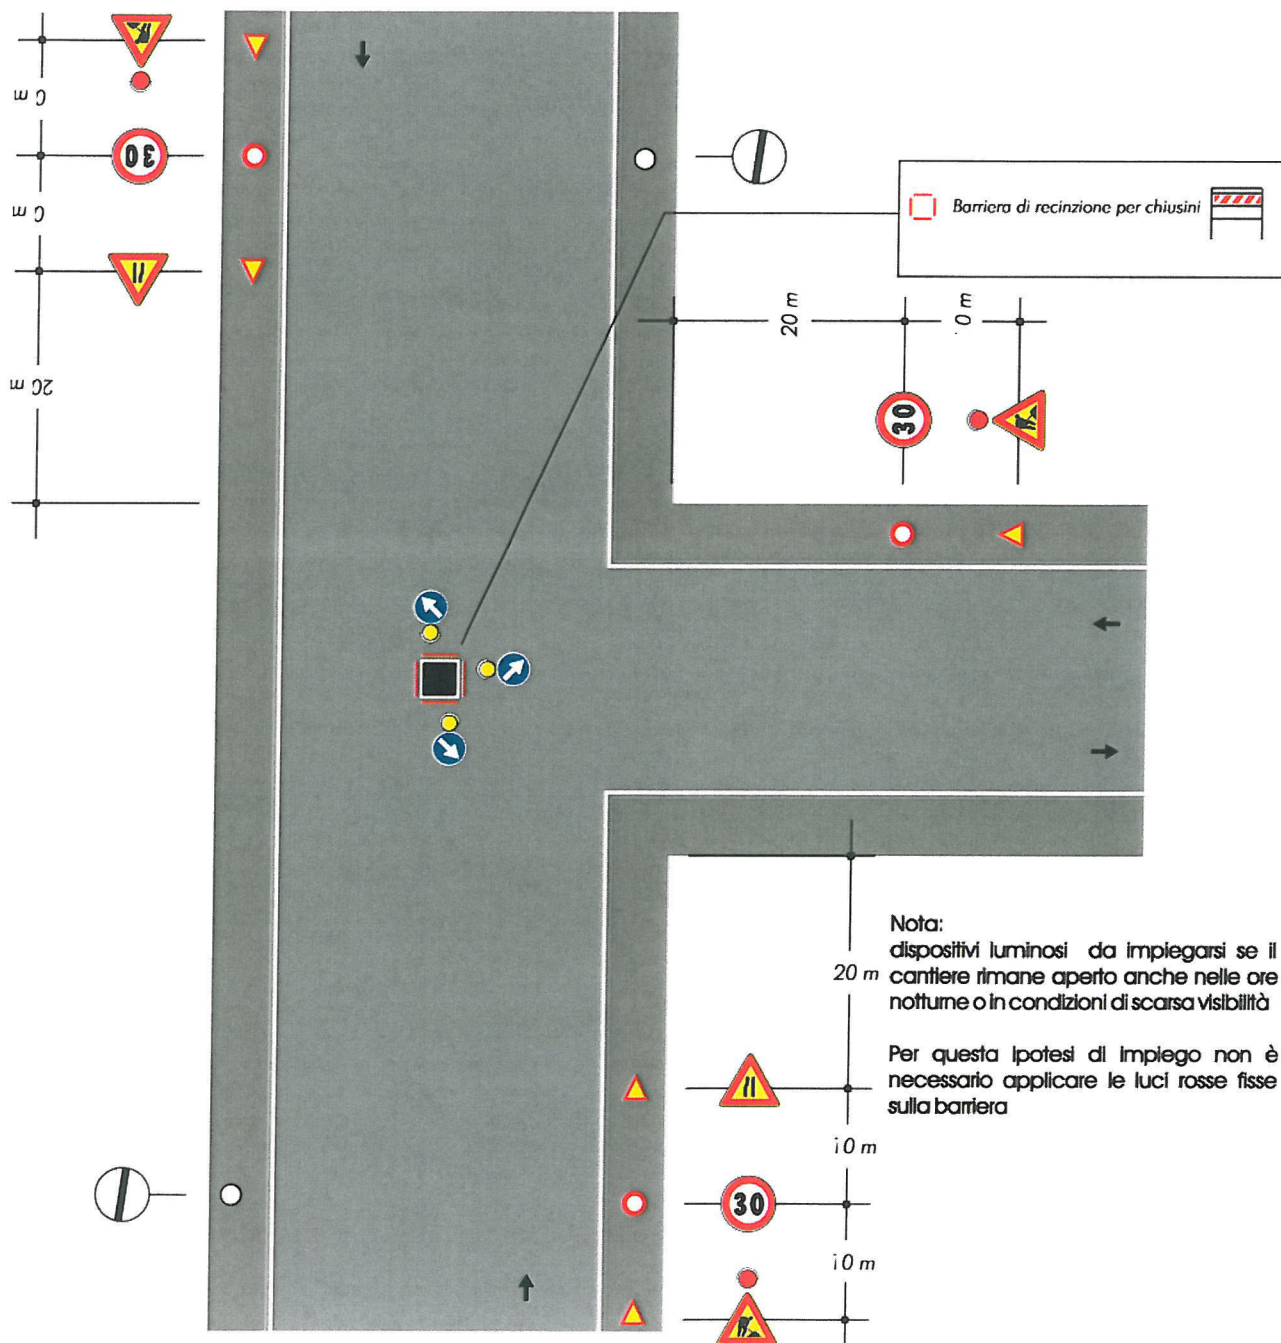 0 m
30
0 m
20 m
Barriera di recinzione per chiusini
20 m
10 m
30
Nota:
dispositivi luminosi da impiegarsi se il
cantiere rimane aperto anche nelle ore
notturne o in condizioni di scarsa visibilità
Per questa ipotesi di impiego non è
necessario applicare le luci rosse fisse
sulla barriera
20 m
10 m
30
10 m